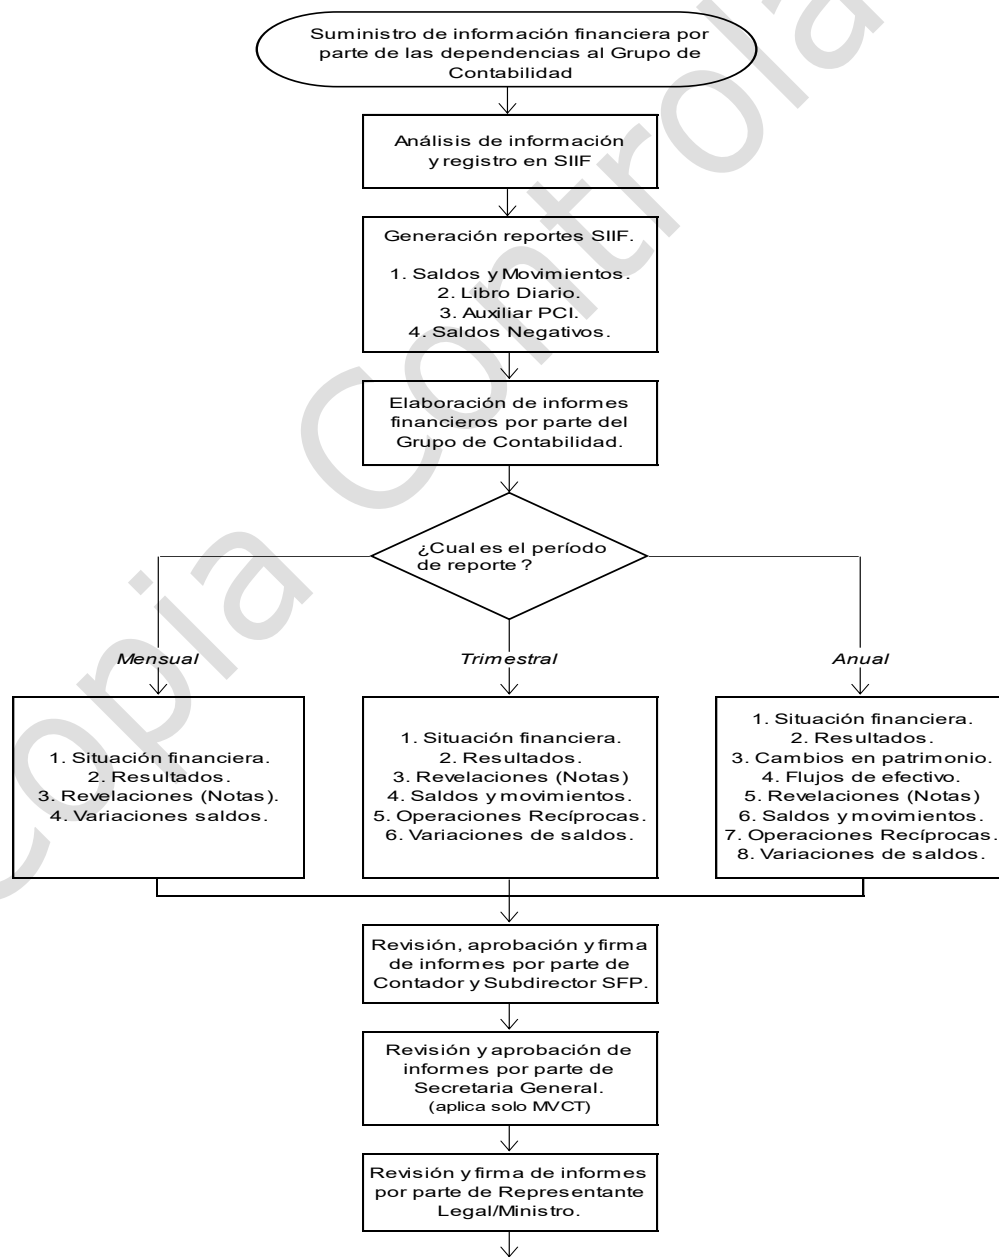 Suministro de información financiera por
parte de las dependencias al Grupo de
Contabilidad
Análisis de información
y registro en SIIF
Generación reportes SIIF.
1. Saldos y Movimientos.
2. Libro Diario.
3. Auxiliar PCI.
4. Saldos Negativos.
Elaboración de informes
financieros por parte del
Grupo de Contabilidad.
¿Cual es el período
de reporte ?
Mensual
Trimestral
Anual
1. Situación financiera.
2. Resultados.
3. Revelaciones (Notas).
4. Variaciones saldos.
1. Situación financiera.
2. Resultados.
3. Revelaciones (Notas)
4. Saldos y movimientos.
5. Operaciones Recíprocas.
6. Variaciones de saldos.
1. Situación financiera.
2. Resultados.
3. Cambios en patrimonio.
4. Flujos de efectivo.
5. Revelaciones (Notas)
6. Saldos y movimientos.
7. Operaciones Recíprocas.
8. Variaciones de saldos.
Revisión, aprobación y firma
de informes por parte de
Contador y Subdirector SFP.
Revisión y aprobación de
informes por parte de
Secretaria General.
(aplica solo MVCT)
Revisión y firma de informes
por parte de Representante
Legal/Ministro.
Copia Controla